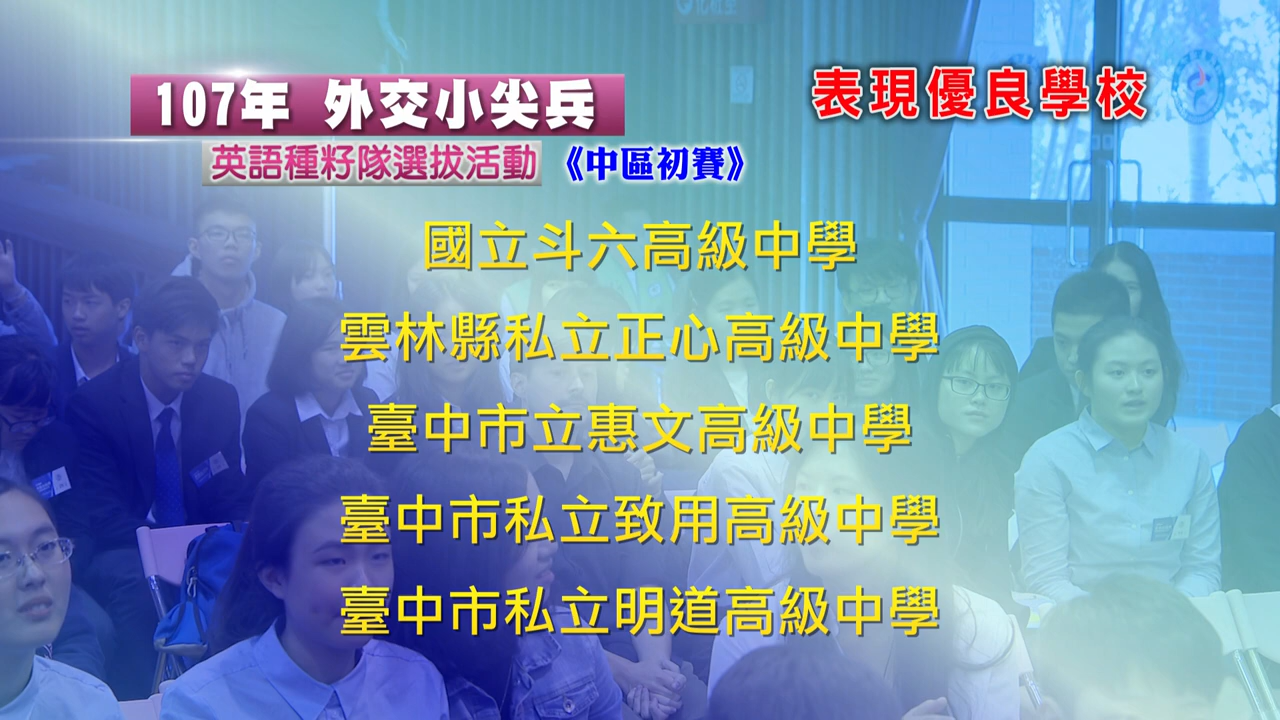 107年 外交小尖兵
表現優良學校
英語種籽隊選拔活動 《中區初賽》
國立斗六高級中學
雲林縣私立正心高級中學
臺中市立惠文高級中學
臺中市私立致用高級中學
臺中市私立明道高級中學